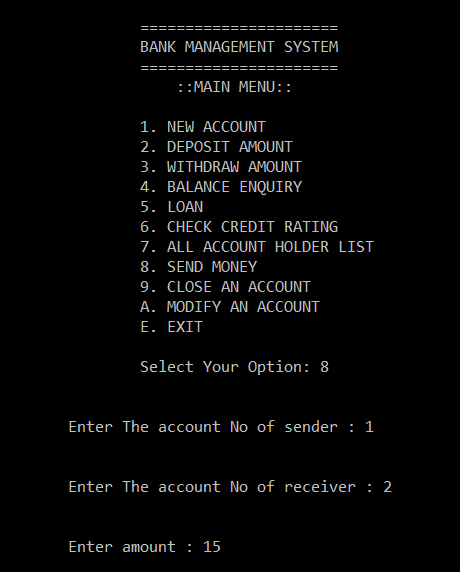 ======================
BANK MANAGEMENT SYSTEM
======================
::MAIN MENU::
1. NEW ACCOUNT
2. DEPOSIT AMOUNT
3. WITHDRAW AMOUNT
4. BALANCE ENQUIRY
5. LOAN
6. CHECK CREDIT RATING
7. ALL ACCOUNT HOLDER LIST
8. SEND MONEY
9. CLOSE AN ACCOUNT
A. MODIFY AN ACCOUNT
E. EXIT
Select Your Option: 8
Enter The account No of sender : 1
Enter The account No of receiver : 2
Enter amount : 15